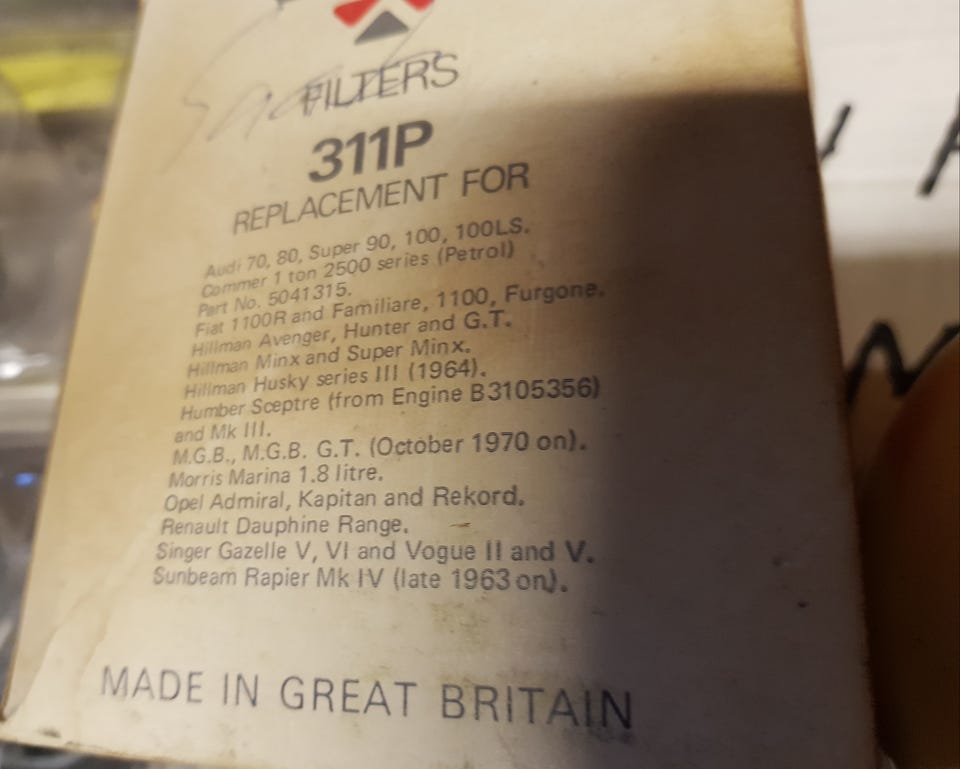 FILTERS
311P
REPLACEMENT FOR
Audi 70, 80, Super 90, 100, 100LS.
Commer 1 ton 2500 series (Petrol)
Part No. 5041315.
Fiat 1100R and Familiare, 1100, Furgone.
Hillman Avenger, Hunter and G.T.
Hillman Minx and Super Minx.
Hillman Husky series III (1964).
Humber Sceptre (from Engine B3105356)
and Mk III.
M.G.B., M.G.B. G.T. (October 1970 on).
Morris Marina 1.8 litre.
Opel Admiral, Kapitan and Rekord.
Renault Dauphine Range.
Singer Gazelle V, VI and Vogue II and V.
Sunbeam Rapier Mk IV (late 1963 on).
MADE IN GREAT BRITAIN